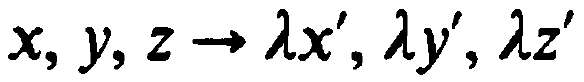 x, y, z → λx′, λy′, λz′